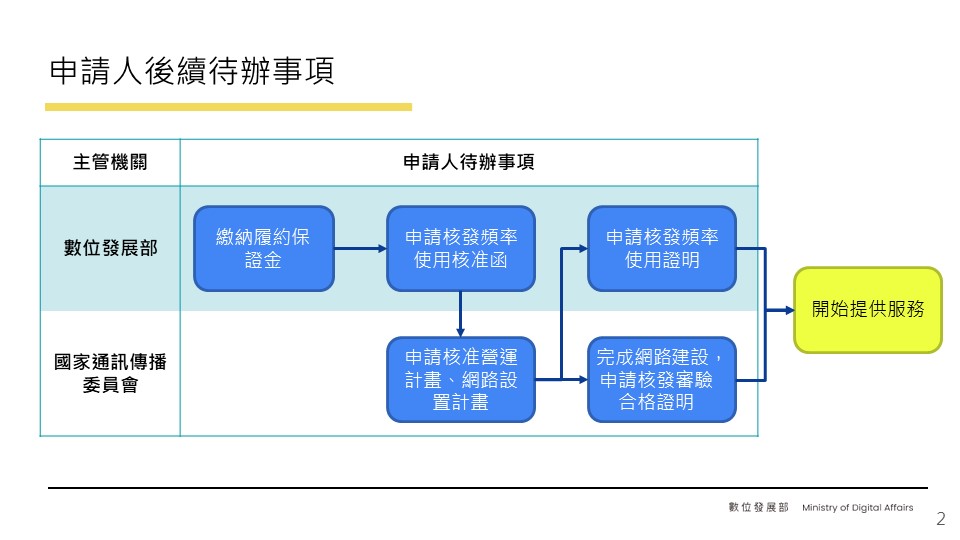 申請人後續待辦事項
主管機關
申請人待辦事項
數位發展部
繳納履約保
證金
申請核發頻率
使用核准函
申請核發頻率
使用證明
開始提供服務
國家通訊傳播
委員會
申請核准營運
計畫、網路設
置計畫
完成網路建設，
申請核發審驗
合格證明
數位發展部 Ministry of Digital Affairs
2